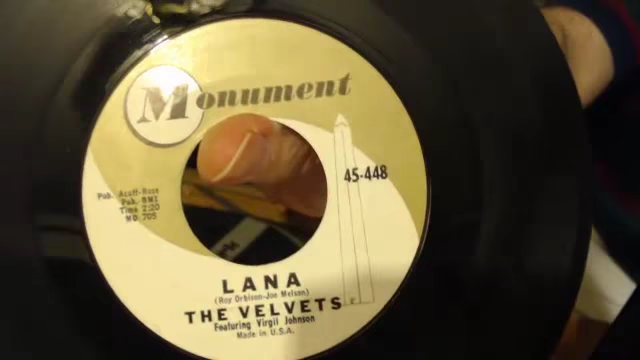 Monument
45-448
Pub. Acuff-Rose
Pub. BMI
Time 2:20
MO 705
LANA
(Roy Orbison-Joe Melson)
THE VELVETS
Featuring Virgil Johnson
Made in U.S.A.